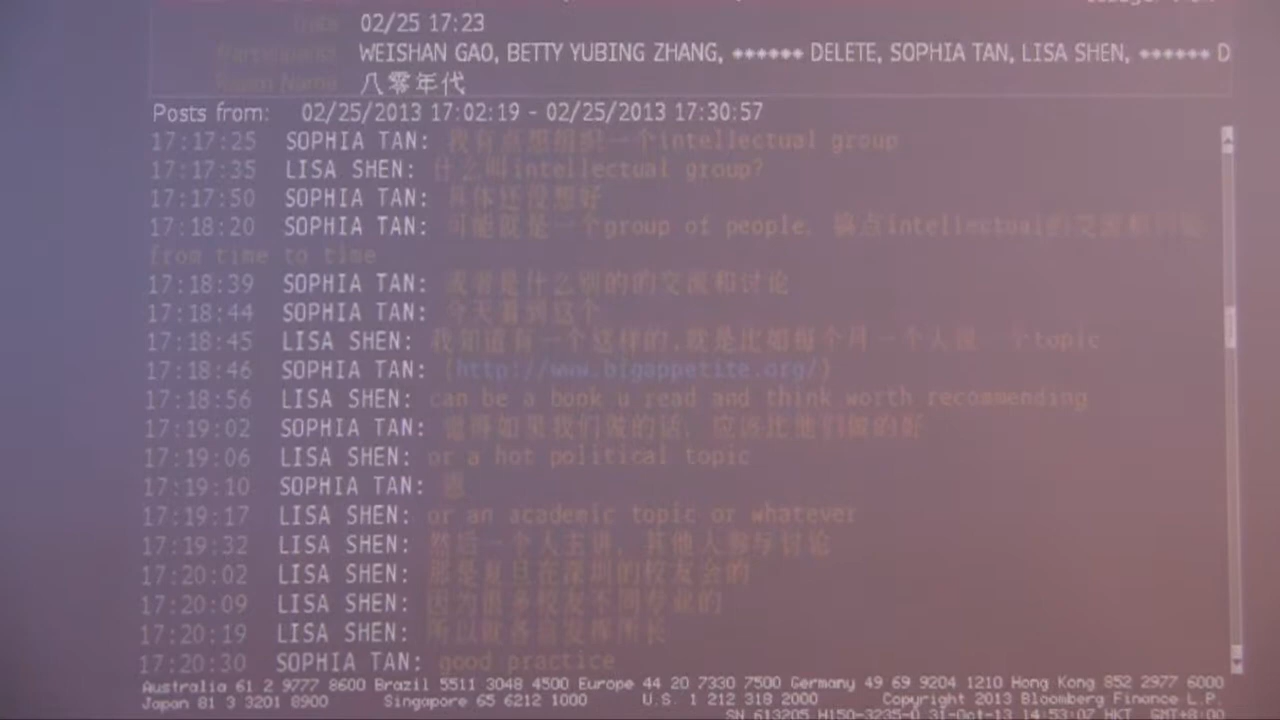 Date 02/25 17:23
WEISHAN GAO, BETTY YUBING ZHANG, ****** DELETE, SOPHIA TAN, LISA SHEN, ****** D
Room Name 八零年代
Posts from: 02/25/2013 17:02:19 - 02/25/2013 17:30:57
17:17:25 SOPHIA TAN: 我有点想组织一个intellectual group
17:17:35 LISA SHEN: 什么叫intellectual group?
17:17:50 SOPHIA TAN: 具体还没想好
17:18:20 SOPHIA TAN: 可能就是一个group of people, 搞点intellectual的交流
from time to time
17:18:39 SOPHIA TAN: 或者是什么别的的交流和讨论
17:18:44 SOPHIA TAN: 今天看到这个
17:18:45 LISA SHEN: 我知道有一个这样的,就是比如每个月一个人 一个topic
17:18:46 SOPHIA TAN: (http://www.bigappetite.org/)
17:18:56 LISA SHEN: can be a book u read and think worth recommending
17:19:02 SOPHIA TAN: 觉得如果我们做的话, 应该比他们做的好
17:19:06 LISA SHEN: or a hot political topic
17:19:10 SOPHIA TAN:
17:19:17 LISA SHEN: or an academic topic or whatever
17:19:32 LISA SHEN: 然后一个人主讲, 其他人参与讨论
17:20:02 LISA SHEN: 那是复旦在深圳的校友会的
17:20:09 LISA SHEN: 因为很多校友不同专业的
17:20:19 LISA SHEN: 所以就各自发挥所长
17:20:30 SOPHIA TAN: good practice
Australia 61 2 9777 8600 Brazil 5511 3048 4500 Europe 44 20 7330 7500 Germany 49 69 9204 1210 Hong Kong 852 2977 6000
Japan 81 3 3201 8900 Singapore 65 6212 1000 U.S. 1 212 318 2000 Copyright 2013 Bloomberg Finance L.P.
SN 613205 H150-3235-0 31-Oct-13 14:53:07 HKT GMT+8:00